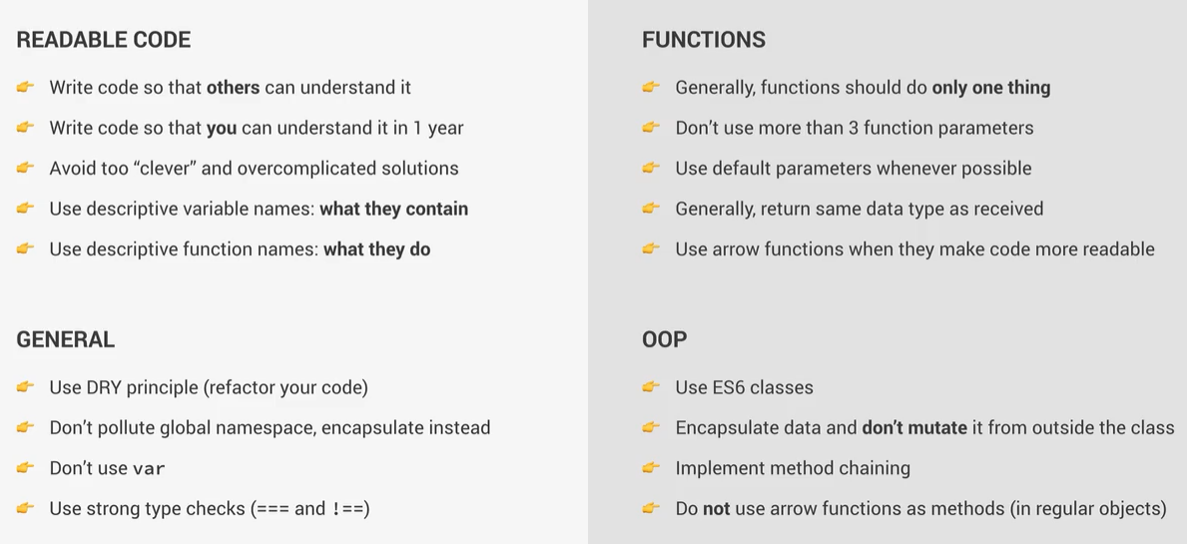 READABLE CODE
👉 Write code so that others can understand it
👉 Write code so that you can understand it in 1 year
👉 Avoid too “clever” and overcomplicated solutions
👉 Use descriptive variable names: what they contain
👉 Use descriptive function names: what they do
GENERAL
👉 Use DRY principle (refactor your code)
👉 Don’t pollute global namespace, encapsulate instead
👉 Don’t use var
👉 Use strong type checks (=== and !==)
FUNCTIONS
👉 Generally, functions should do only one thing
👉 Don’t use more than 3 function parameters
👉 Use default parameters whenever possible
👉 Generally, return same data type as received
👉 Use arrow functions when they make code more readable
OOP
👉 Use ES6 classes
👉 Encapsulate data and don’t mutate it from outside the class
👉 Implement method chaining
👉 Do not use arrow functions as methods (in regular objects)